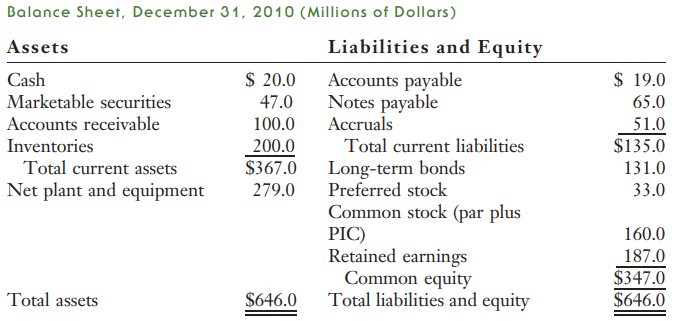 Balance Sheet, December 31, 2010 (Millions of Dollars)
Assets Liabilities and Equity
Cash $ 20.0 Accounts payable $ 19.0
Marketable securities 47.0 Notes payable 65.0
Accounts receivable 100.0 Accruals 51.0
Inventories 200.0 Total current liabilities $135.0
Total current assets $367.0 Long-term bonds 131.0
Net plant and equipment 279.0 Preferred stock 33.0
Common stock (par plus
PIC) 160.0
Retained earnings 187.0
Common equity $347.0
Total assets $646.0 Total liabilities and equity $646.0